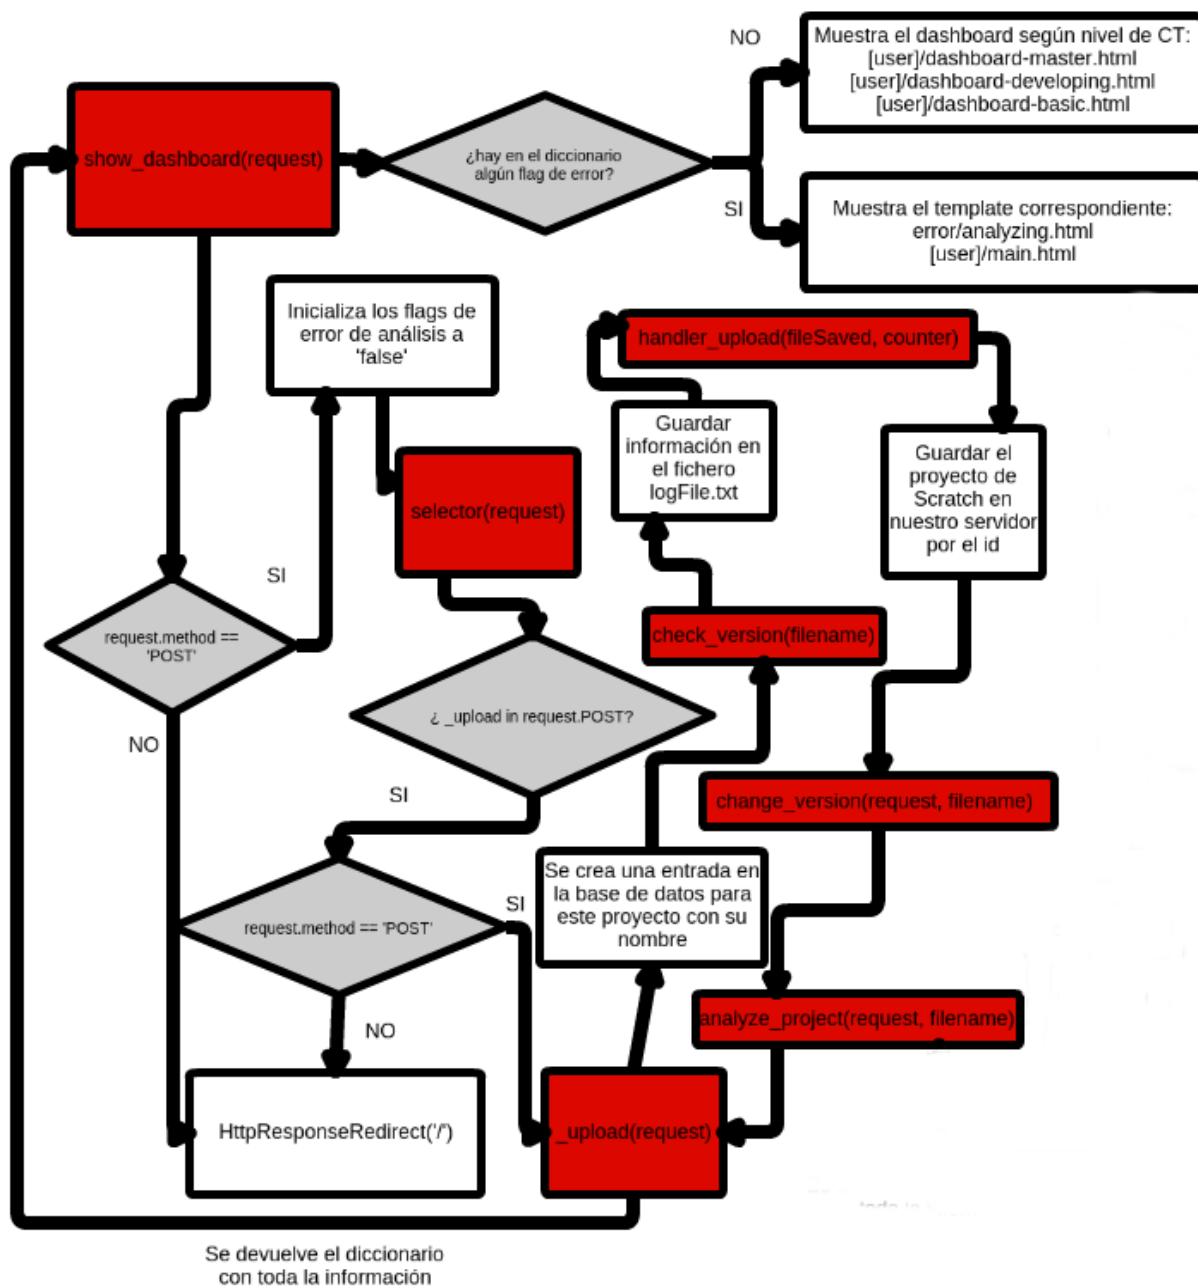 NO
Muestra el dashboard según nivel de CT:
[user]/dashboard-master.html
[user]/dashboard-developing.html
[user]/dashboard-basic.html
show_dashboard(request)
¿hay en el diccionario
algún flag de error?
SI
Muestra el template correspondiente:
error/analyzing.html
[user]/main.html
Inicializa los flags de
error de análisis a
'false'
handler_upload(fileSaved, counter)
Guardar
información en
el fichero
logFile.txt
Guardar el
proyecto de
Scratch en
nuestro servidor
por el id
selector(request)
SI
request.method ==
'POST'
check_version(filename)
¿ _upload in request.POST?
NO
SI
change_version(request, filename)
Se crea una entrada en
la base de datos para
este proyecto con su
nombre
SI
request.method == 'POST'
analyze_project(request, filename)
NO
HttpResponseRedirect('/')
_upload(request)
Se devuelve el diccionario
con toda la información